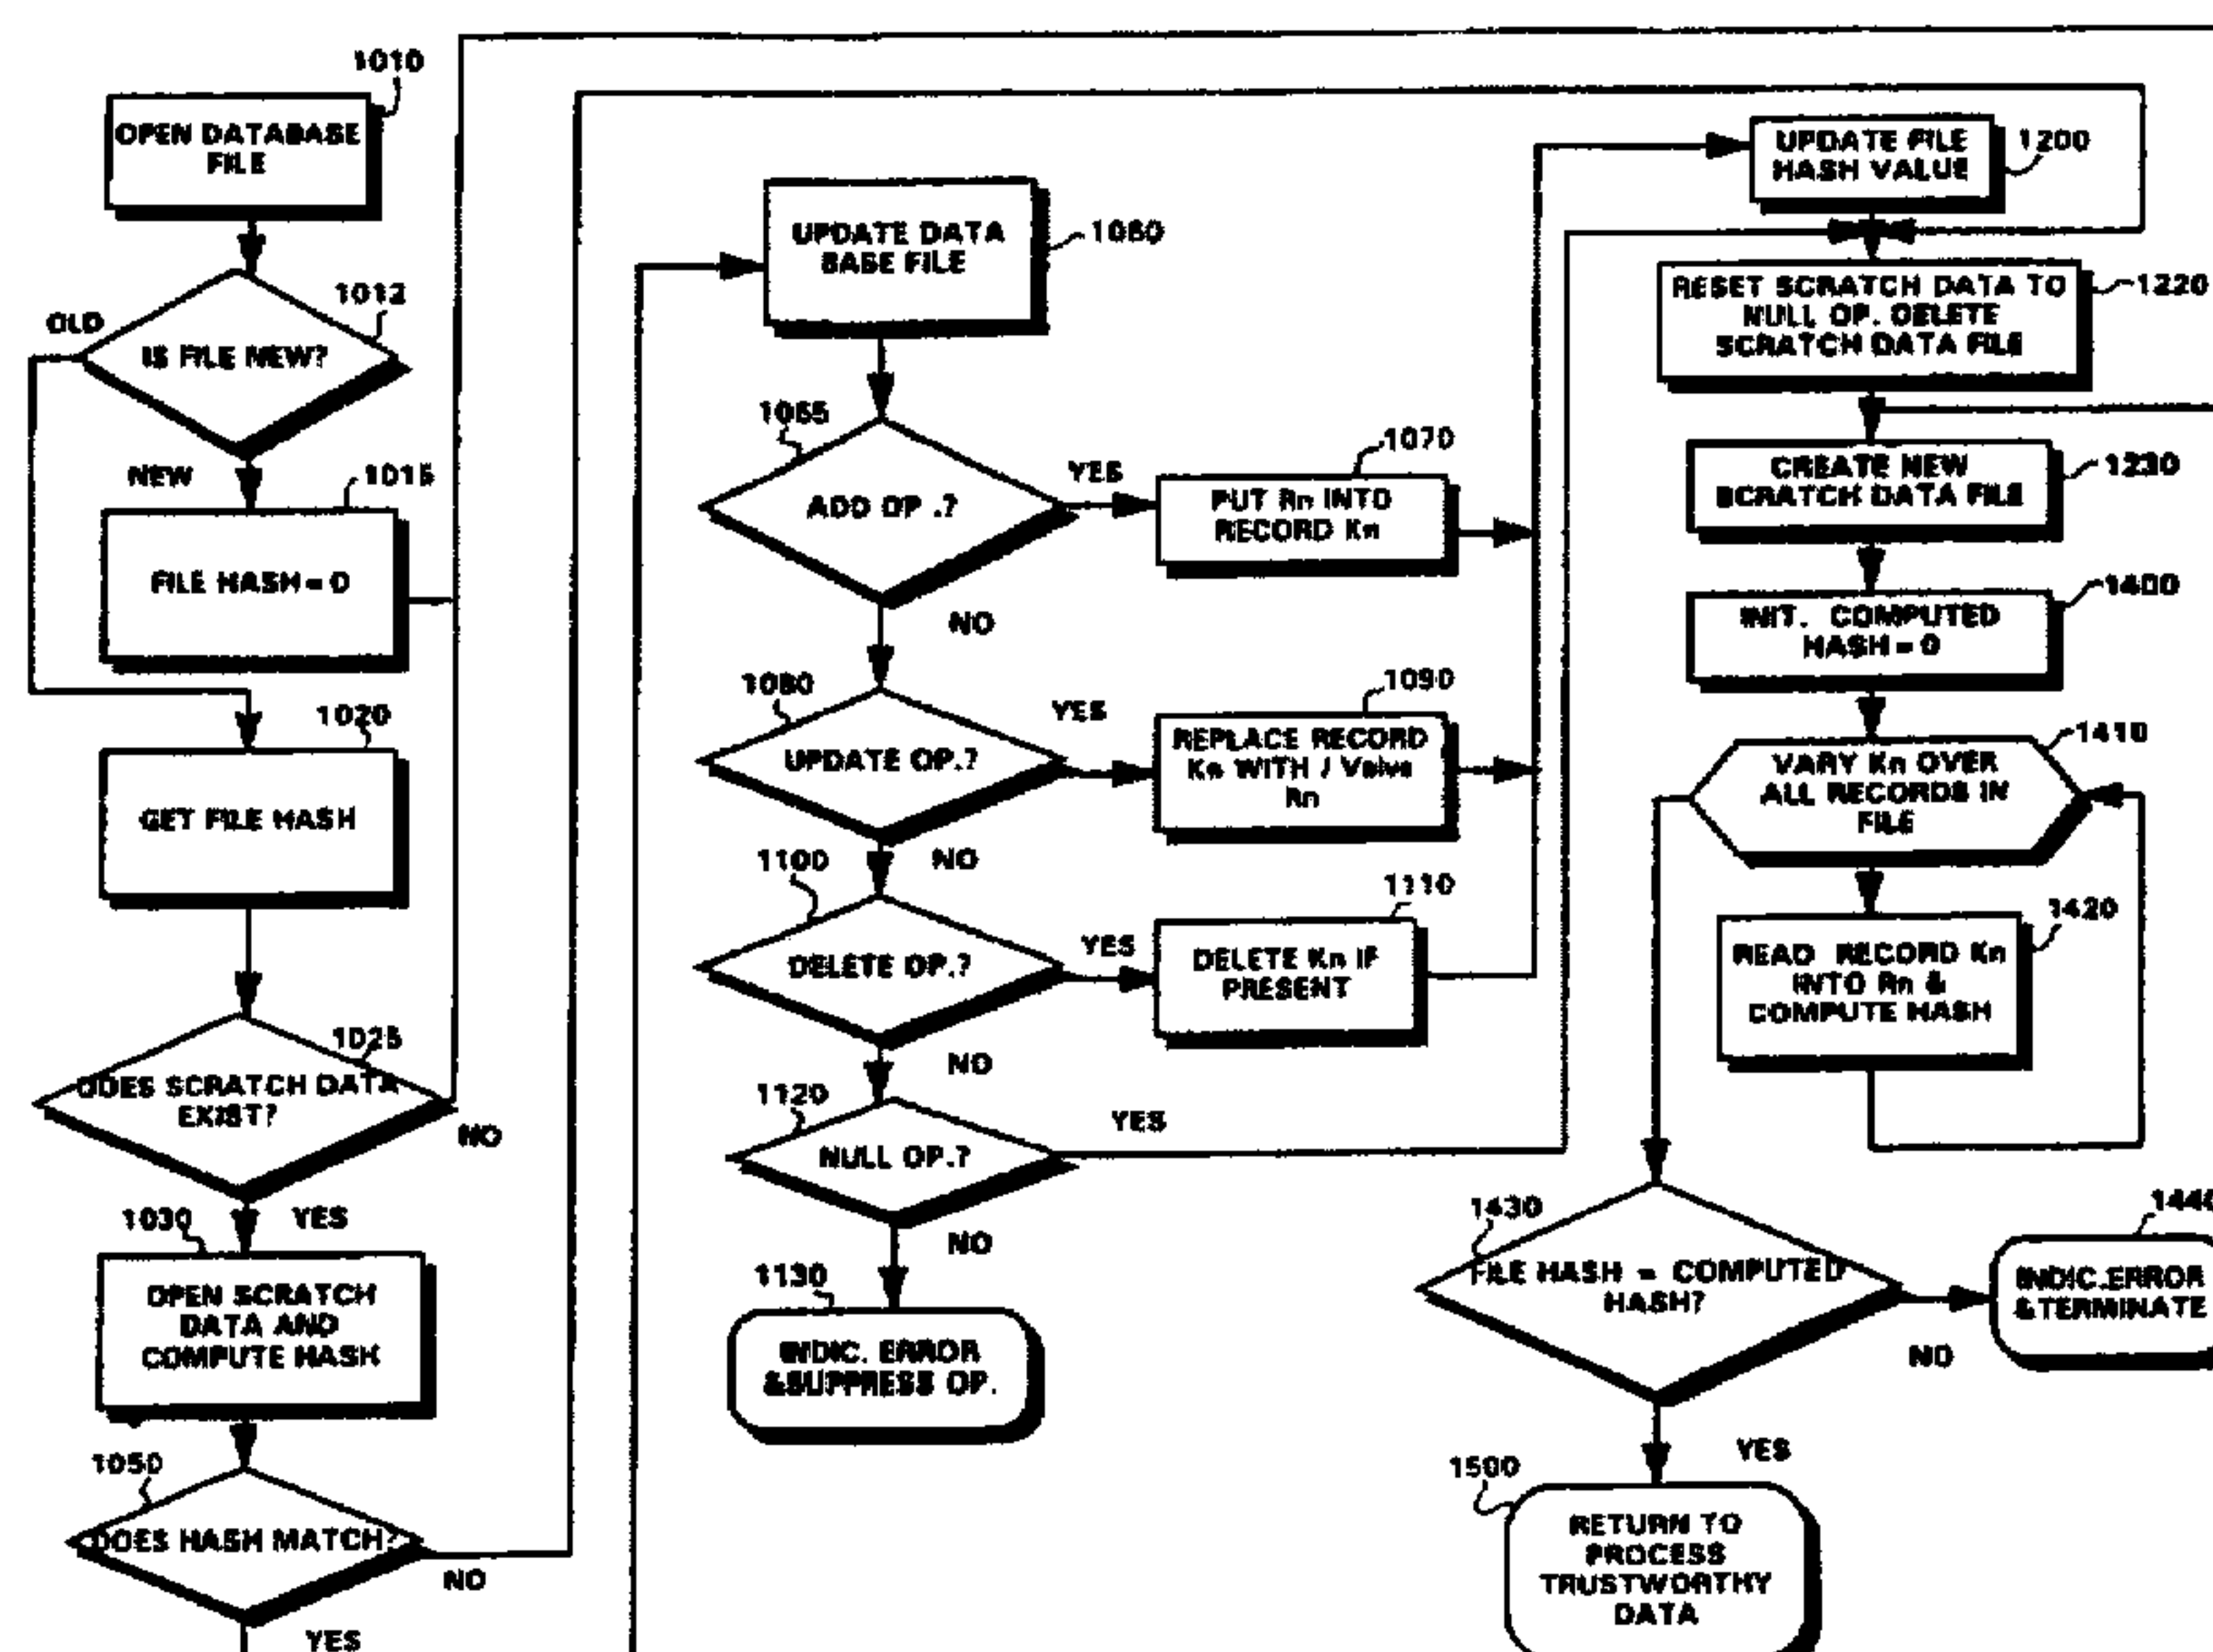 1010
OPEN DATABASE
FILE
1012
OLD
IS FILE NEW?
NEW
1015
FILE HASH = 0
1020
GET FILE HASH
1025
DOES SCRATCH DATA
EXIST?
NO
1030
YES
OPEN SCRATCH
DATA AND
COMPUTE HASH
1050
DOES HASH MATCH?
NO
YES
UPDATE DATA
BASE FILE
1060
1065
ADD OP .?
YES
1070
PUT Rn INTO
RECORD Kn
NO
1080
UPDATE OP.?
YES
1090
REPLACE RECORD
Kn WITH / Valve
Rn
NO
1100
DELETE OP.?
YES
1110
DELETE Kn IF
PRESENT
NO
1120
NULL OP.?
YES
NO
1130
INDIC. ERROR
&SUPPRESS OP.
UPDATE FILE
HASH VALUE
1200
RESET SCRATCH DATA TO
NULL OP. DELETE
SCRATCH DATA FILE
1220
CREATE NEW
SCRATCH DATA FILE
1230
INIT. COMPUTED
HASH = 0
1400
1410
VARY Kn OVER
ALL RECORDS IN
FILE
1420
READ RECORD Kn
INTO Rn &
COMPUTE HASH
1430
FILE HASH = COMPUTED
HASH?
NO
1440
INDIC.ERROR
&TERMINATE
YES
1500
RETURN TO
PROCESS
TRUSTWORTHY
DATA